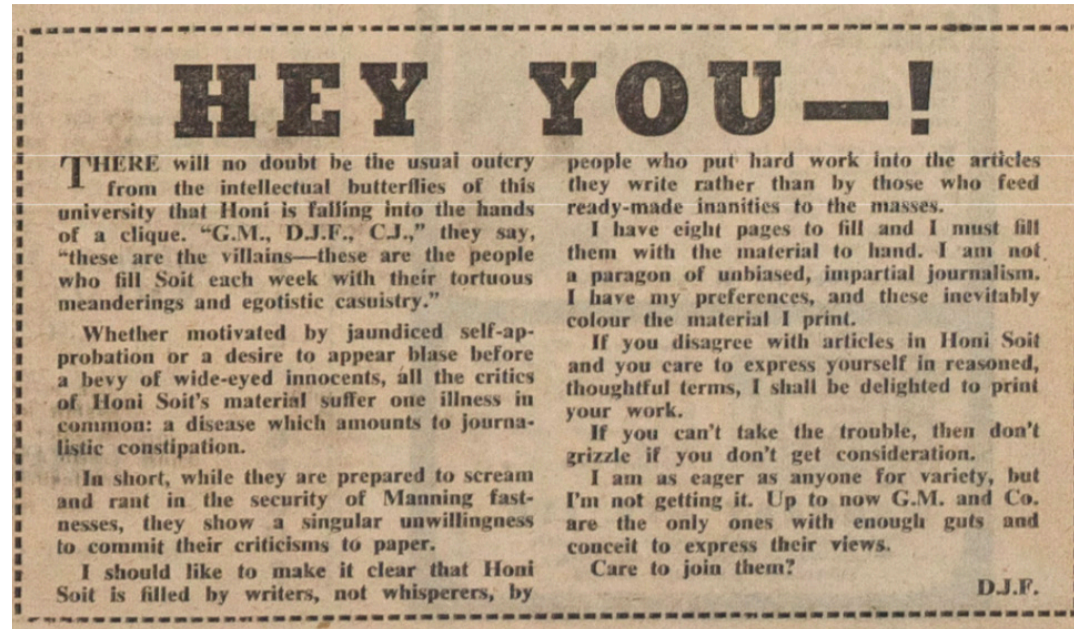 HEY YOU—!
THERE will no doubt be the usual outcry
from the intellectual butterflies of this
university that Honi is falling into the hands
of a clique. “G.M., D.J.F., C.J.,” they say,
“these are the villains—these are the people
who fill Soit each week with their tortuous
meanderings and egotistic casuistry.”
Whether motivated by jaundiced self-ap-
probation or a desire to appear blase before
a bevy of wide-eyed innocents, all the critics
of Honi Soit's material suffer one illness in
common: a disease which amounts to journa-
listic constipation.
In short, while they are prepared to scream
and rant in the security of Manning fast-
nesses, they show a singular unwillingness
to commit their criticisms to paper.
I should like to make it clear that Honi
Soit is filled by writers, not whisperers, by
people who put hard work into the articles
they write rather than by those who feed
ready-made inanities to the masses.
I have eight pages to fill and I must fill
them with the material to hand. I am not
a paragon of unbiased, impartial journalism.
I have my preferences, and these inevitably
colour the material I print.
If you disagree with articles in Honi Soit
and you care to express yourself in reasoned,
thoughtful terms, I shall be delighted to print
your work.
If you can't take the trouble, then don't
grizzle if you don't get consideration.
I am as eager as anyone for variety, but
I'm not getting it. Up to now G.M. and Co.
are the only ones with enough guts and
conceit to express their views.
Care to join them?
D.J.F.